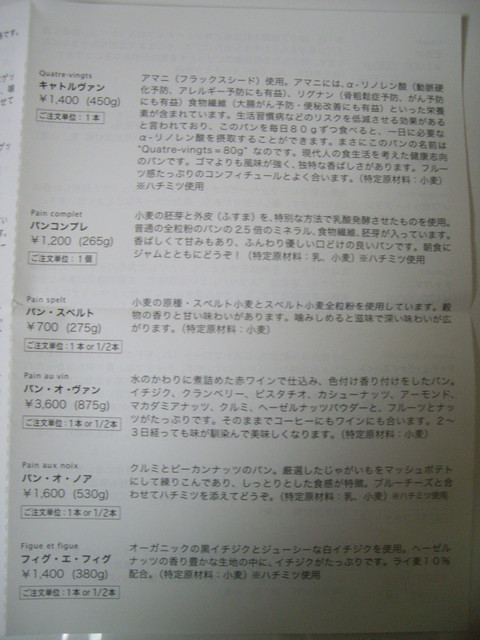 Quatre-vingts
キャトルヴァン
￥1,400 (450g)
ご注文単位：1本
アマニ（フラックスシード）使用。アマニには、α-リノレン酸（動脈硬
化予防、アレルギー予防にも有益）、リグナン（骨粗鬆症予防、がん予防
にも有益）食物繊維（大腸がん予防・便秘改善にも有益）といった栄養
素が含まれています。生活習慣病などのリスクを低減させる効果がある
と言われており、このパンを毎日８０ｇずつ食べると、一日に必要な
α-リノレン酸を摂取することができます。まさにこのパンの名前は
“Quatre-vingts＝80g” なのです。現代人の食生活を考えた健康志向
のパンです。ゴマよりも風味が強く、独特な香ばしさがあります。フルー
ツ感たっぷりのコンフィチュールとよく合います。（特定原材料：小麦）
※ハチミツ使用
Pain complet
パンコンプレ
￥1,200 (265g)
ご注文単位：1個
小麦の胚芽と外皮（ふすま）を、特別な方法で乳酸発酵させたものを使用。
普通の全粒粉のパンの２５倍のミネラル、食物繊維、胚芽が入っています。
香ばしくて甘みもあり、ふんわり優しい口どけの良いパンです。朝食に
ジャムとともにどうぞ！（特定原材料：乳、小麦）※ハチミツ使用
Pain spelt
パン・スペルト
￥700 (275g)
ご注文単位：1本 or 1/2本
小麦の原種・スペルト小麦とスペルト小麦全粒粉を使用しています。穀
物の香りと甘い味わいがあります。噛みしめると滋味で深い味わいが広
がります。（特定原材料：小麦）
Pain au vin
パン・オ・ヴァン
￥3,600 (875g)
ご注文単位：1本 or 1/2本
水のかわりに煮詰めた赤ワインで仕込み、色付け香り付けをしたパン。
イチジク、クランベリー、ピスタチオ、カシューナッツ、アーモンド、
マカダミアナッツ、クルミ、ヘーゼルナッツパウダーと、フルーツとナッ
ツがたっぷりです。そのままでコーヒーにもワインにも合います。２～
３日経っても味が馴染んで美味しくなります。（特定原材料：小麦）
Pain aux noix
パン・オ・ノア
￥1,600 (530g)
ご注文単位：1本 or 1/2本
クルミとピーカンナッツのパン。厳選したじゃがいもをマッシュポテト
にして練りこんであり、しっとりとした食感が特徴。ブルーチーズと合
わせてハチミツを添えてどうぞ。（特定原材料：乳、小麦）※ハチミツ使用
Figue et figue
フィグ・エ・フィグ
￥1,400 (380g)
ご注文単位：1本 or 1/2本
オーガニックの黒イチジクとジューシーな白イチジクを使用。ヘーゼル
ナッツの香り豊かな生地の中に、イチジクがたっぷりです。ライ麦１０％
配合。（特定原材料：小麦）※ハチミツ使用